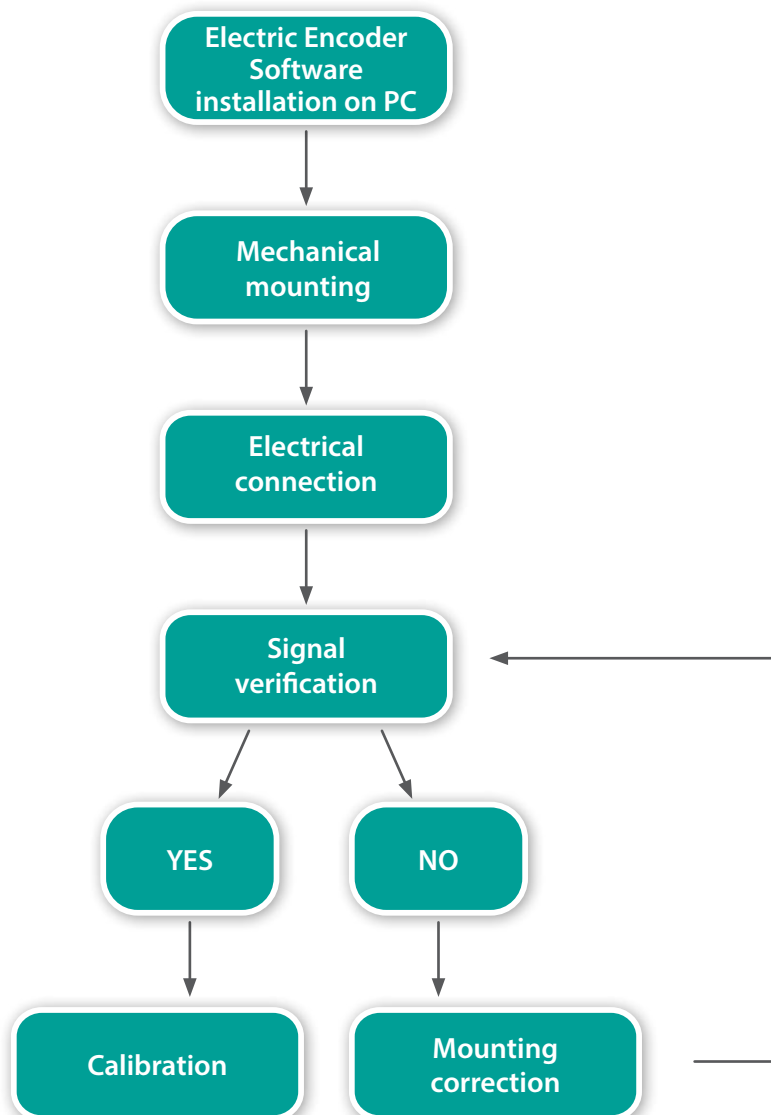 Electric Encoder
Software
installation on PC
Mechanical
mounting
Electrical
connection
Signal
verification
YES
NO
Calibration
Mounting
correction